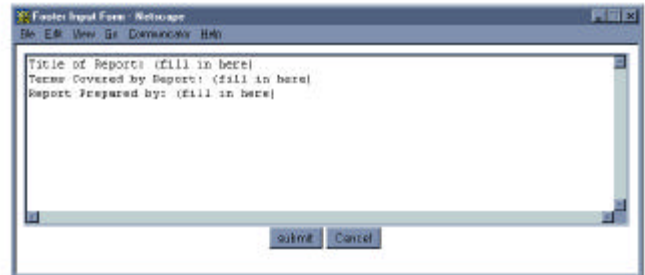 Footer Input Form - Netscape
File Edit View Go Communicator Help
Title of Report: (fill in here)
Terms Covered by Report: (fill in here)
Report Prepared by: (fill in here)
submit Cancel